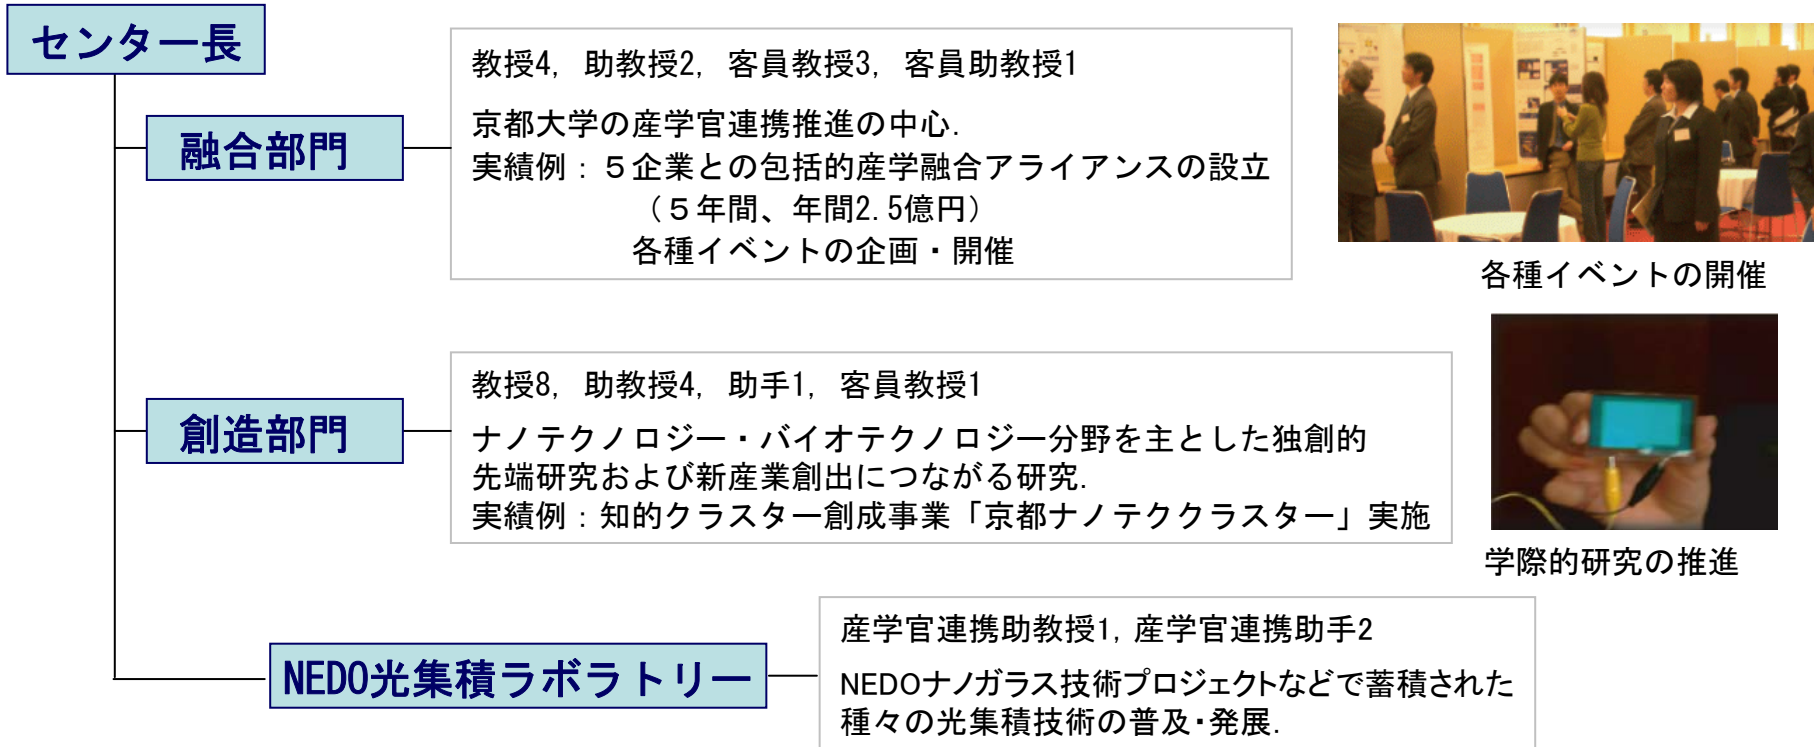 センター長
融合部門
教授4, 助教授2, 客員教授3, 客員助教授1
京都大学の産学官連携推進の中心.
実績例：５企業との包括的産学融合アライアンスの設立
（５年間、年間2.5億円）
各種イベントの企画・開催
各種イベントの開催
創造部門
教授8, 助教授4, 助手1, 客員教授1
ナノテクノロジー・バイオテクノロジー分野を主とした独創的
先端研究および新産業創出につながる研究.
実績例：知的クラスター創成事業「京都ナノテククラスター」実施
学際的研究の推進
NEDO光集積ラボラトリー
産学官連携助教授1, 産学官連携助手2
NEDOナノガラス技術プロジェクトなどで蓄積された
種々の光集積技術の普及・発展.